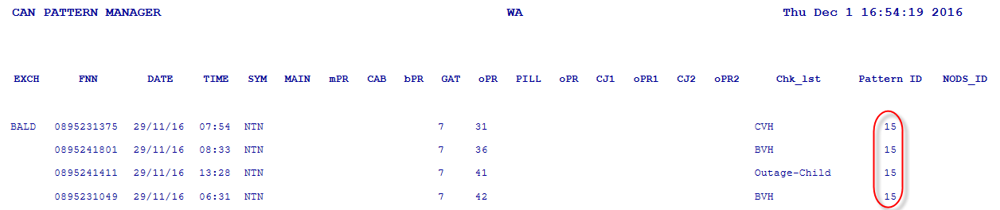 CAN PATTERN MANAGER WA Thu Dec 1 16:54:19 2016
EXCH FNN DATE TIME SYM MAIN mPR CAB bPR GAT oPR PILL oPR CJ1 oPR1 CJ2 oPR2 Chk_lst Pattern ID NODS_ID
BALD 0895231375 29/11/16 07:54 NTN 7 31 CVH 15
0895241801 29/11/16 08:33 NTN 7 36 BVH 15
0895241411 29/11/16 13:28 NTN 7 41 Outage-Child 15
0895231049 29/11/16 06:31 NTN 7 42 BVH 15